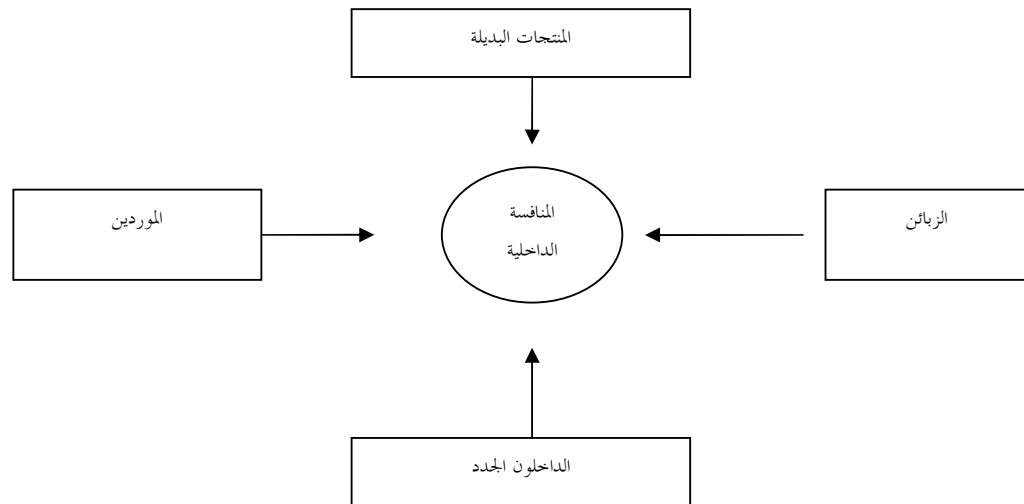 المنتجات البديلة
الزبائن
المنافسة
الداخلية
الموردين
الداخلون الجدد